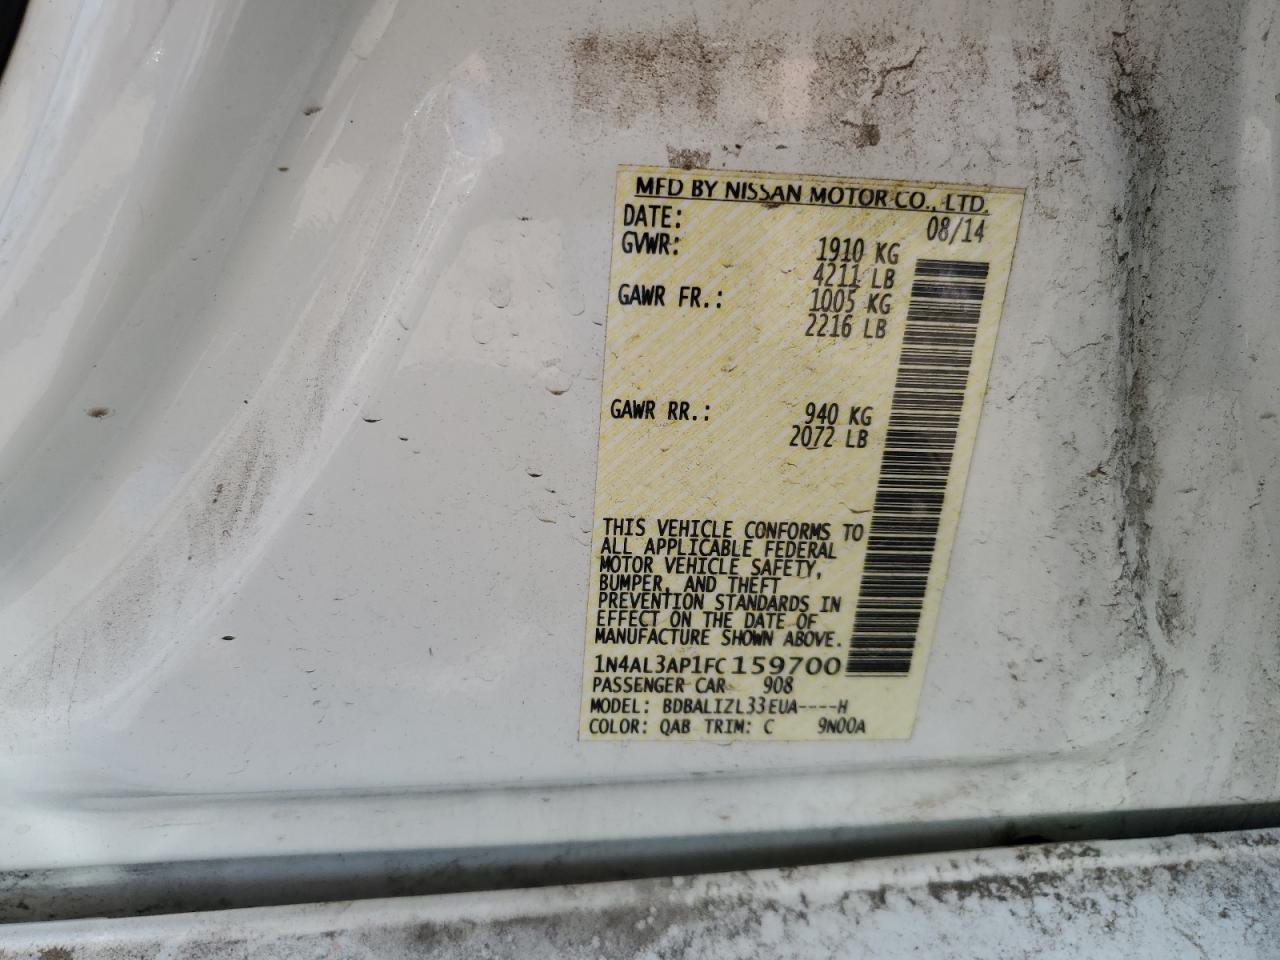 MFD BY NISSAN MOTOR CO., LTD.
DATE: 08/14
GVWR: 1910 KG
4211 LB
GAWR FR.: 1005 KG
2216 LB
GAWR RR.: 940 KG
2072 LB
THIS VEHICLE CONFORMS TO
ALL APPLICABLE FEDERAL
MOTOR VEHICLE SAFETY,
BUMPER, AND THEFT
PREVENTION STANDARDS IN
EFFECT ON THE DATE OF
MANUFACTURE SHOWN ABOVE.
1N4AL3AP1FC159700
PASSENGER CAR 908
MODEL: BDBALIZL33EUA----H
COLOR: QAB TRIM: C 9N00A